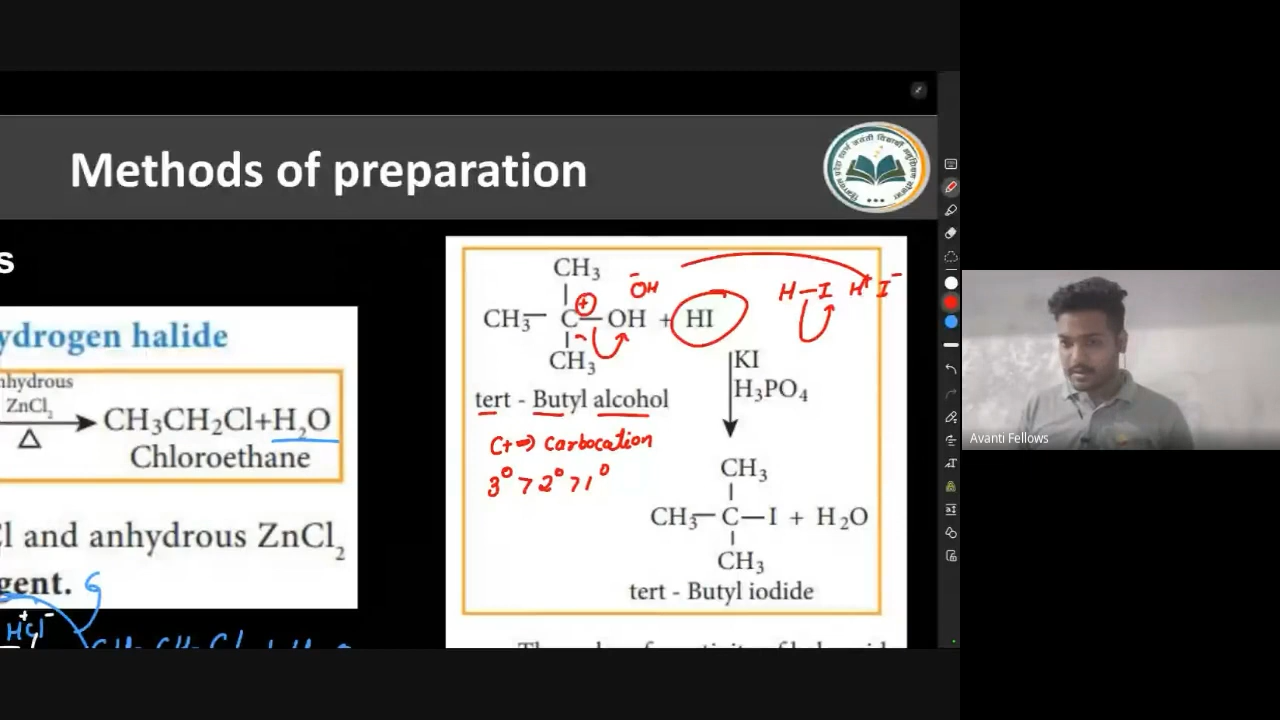 Methods of preparation
s
ydrogen halide
nhydrous
ZnCl₂
Δ
CH₃CH₂Cl+H₂O
Chloroethane
Cl and anhydrous ZnCl₂
gent.
H⁺Cl⁻
CH₃
⁻OH
H–I H⁺ I⁻
CH₃–C⊕–OH + HI
CH₃
KI
H₃PO₄
tert - Butyl alcohol
C+ ⇒ Carbocation
3° > 2° > 1°
CH₃
CH₃–C–I + H₂O
CH₃
tert - Butyl iodide
Avanti Fellows